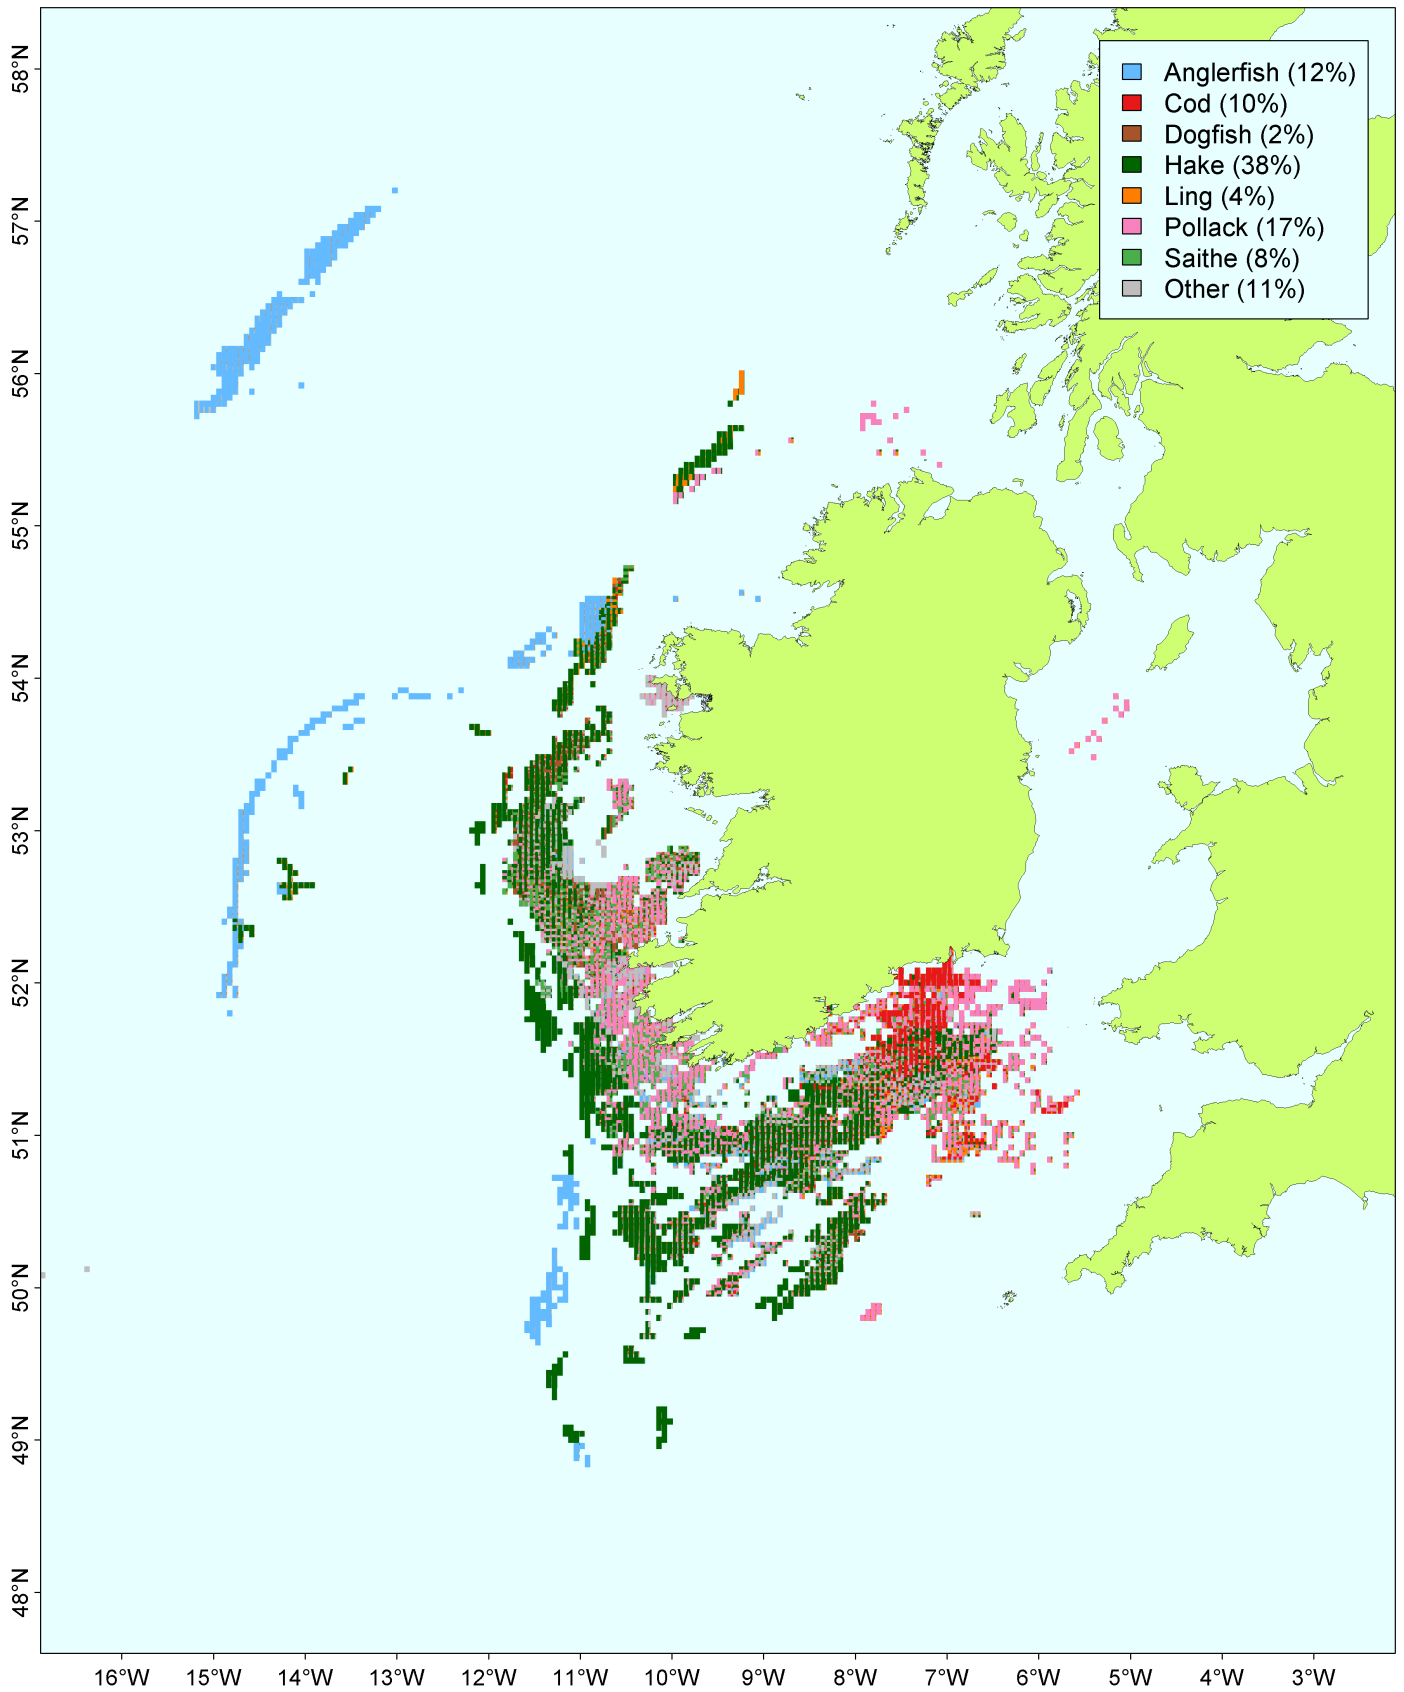 Anglerfish (12%)
Cod (10%)
Dogfish (2%)
Hake (38%)
Ling (4%)
Pollack (17%)
Saithe (8%)
Other (11%)
58°N
57°N
56°N
55°N
54°N
53°N
52°N
51°N
50°N
49°N
48°N
16°W 15°W 14°W 13°W 12°W 11°W 10°W 9°W 8°W 7°W 6°W 5°W 4°W 3°W